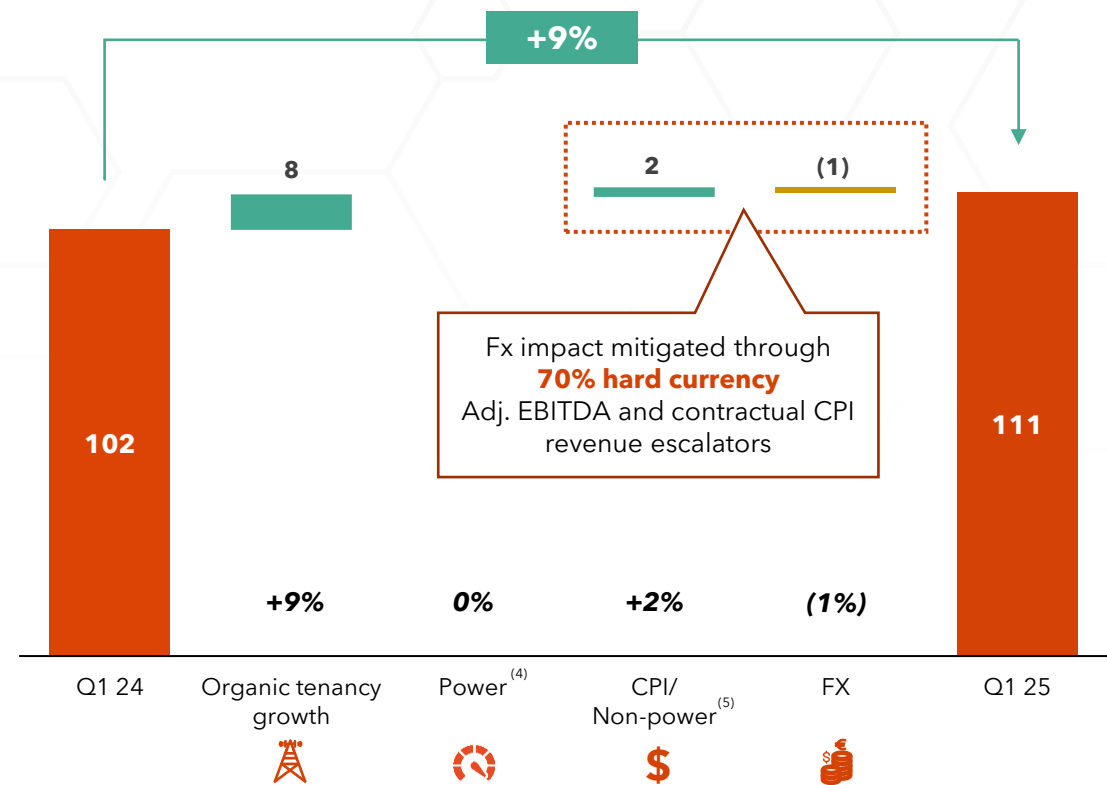 +9%
8
2
(1)
Fx impact mitigated through
70% hard currency
Adj. EBITDA and contractual CPI
revenue escalators
102
111
+9%
0%
+2%
(1%)
Q1 24
Organic tenancy
growth
Power (4)
CPI/
Non-power (5)
FX
Q1 25
$
$
€